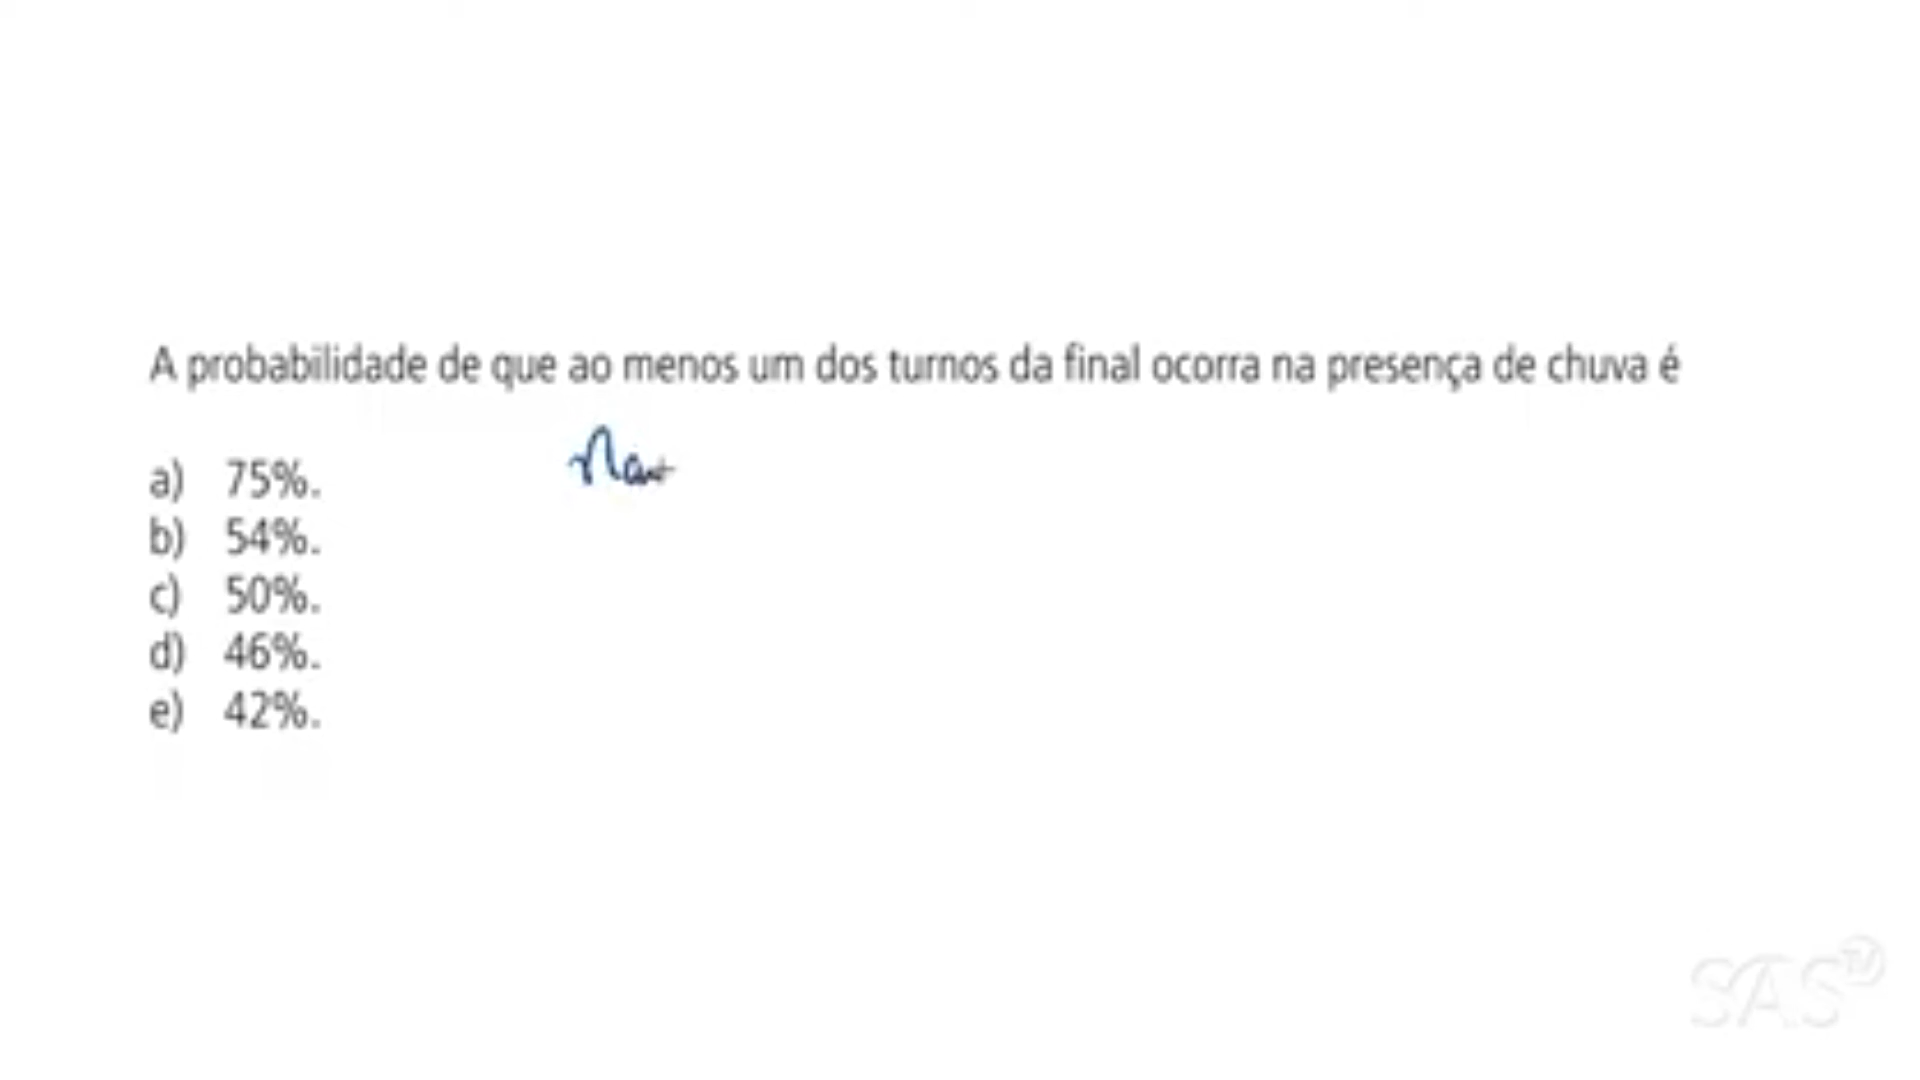 A probabilidade de que ao menos um dos turnos da final ocorra na presença de chuva é
a) 75%.
b) 54%.
c) 50%.
d) 46%.
e) 42%.
SAS TV